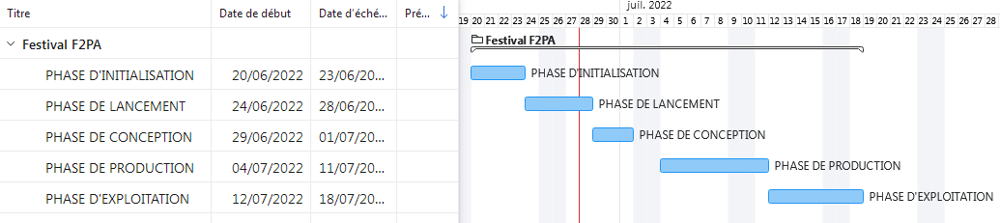 juil. 2022
Titre Date de début Date d'éché... Pré... ↓ 19 20 21 22 23 24 25 26 27 28 29 30 1 2 3 4 5 6 7 8 9 10 11 12 13 14 15 16 17 18 19 20 21 22 23 24 25 26 27 28
Festival F2PA Festival F2PA
PHASE D'INITIALISATION 20/06/2022 23/06/20... PHASE D'INITIALISATION
PHASE DE LANCEMENT 24/06/2022 28/06/20... PHASE DE LANCEMENT
PHASE DE CONCEPTION 29/06/2022 01/07/20... PHASE DE CONCEPTION
PHASE DE PRODUCTION 04/07/2022 11/07/20... PHASE DE PRODUCTION
PHASE D'EXPLOITATION 12/07/2022 18/07/20... PHASE D'EXPLOITATION